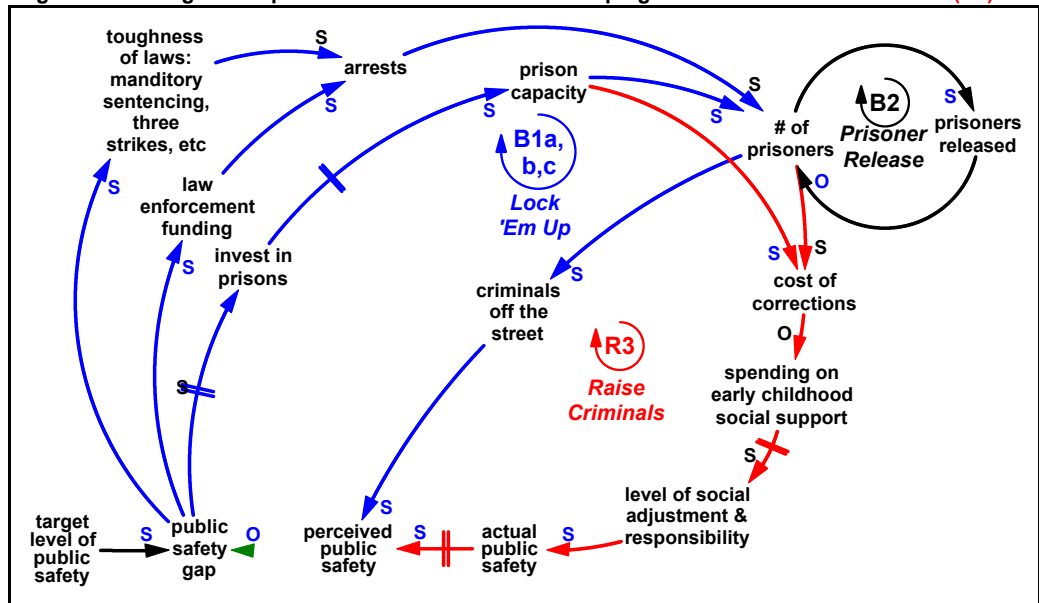 toughness
of laws:
manditory
sentencing,
three
strikes, etc
S
arrests
S
law
enforcement
funding
S
S
invest in
prisons
S
prison
capacity
S
S
S
B1a,
b,c
Lock
'Em Up
# of
prisoners
B2
Prisoner
Release
S
prisoners
released
O
S
S
cost of
corrections
criminals
off the
street
S
O
R3
Raise
Criminals
spending on
early childhood
social support
S
level of social
adjustment &
responsibility
S
actual
public
safety
S
perceived
public
safety
S
target
level of
public
safety
S
public
safety
gap
O